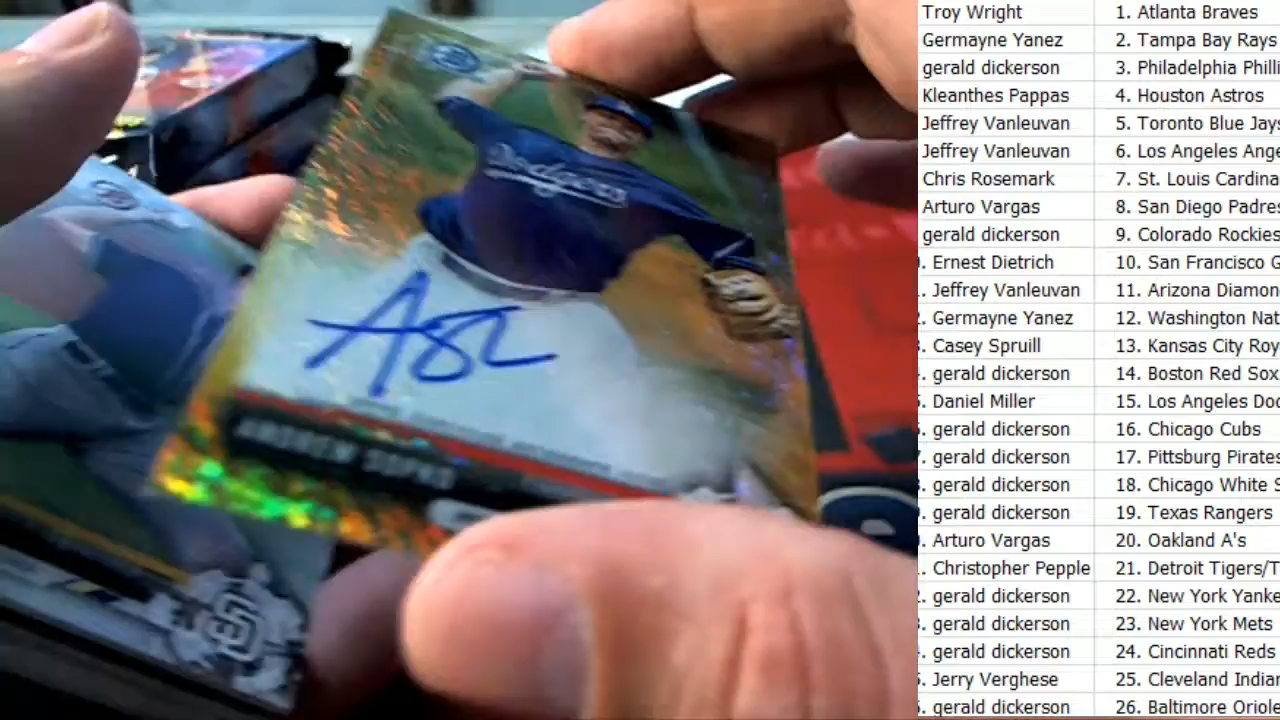 Dodgers
ANDREW SOPKO
SD
Troy Wright 1. Atlanta Braves
Germayne Yanez 2. Tampa Bay Rays
gerald dickerson 3. Philadelphia Philli
Kleanthes Pappas 4. Houston Astros
Jeffrey Vanleuvan 5. Toronto Blue Jays
Jeffrey Vanleuvan 6. Los Angeles Ange
Chris Rosemark 7. St. Louis Cardina
Arturo Vargas 8. San Diego Padres
gerald dickerson 9. Colorado Rockies
. Ernest Dietrich 10. San Francisco G
. Jeffrey Vanleuvan 11. Arizona Diamon
. Germayne Yanez 12. Washington Nat
. Casey Spruill 13. Kansas City Roy
. gerald dickerson 14. Boston Red Sox
. Daniel Miller 15. Los Angeles Doo
. gerald dickerson 16. Chicago Cubs
. gerald dickerson 17. Pittsburg Pirates
. gerald dickerson 18. Chicago White S
. gerald dickerson 19. Texas Rangers
. Arturo Vargas 20. Oakland A's
. Christopher Pepple 21. Detroit Tigers/T
. gerald dickerson 22. New York Yanke
. gerald dickerson 23. New York Mets
. gerald dickerson 24. Cincinnati Reds
. Jerry Verghese 25. Cleveland Indian
. gerald dickerson 26. Baltimore Oriole